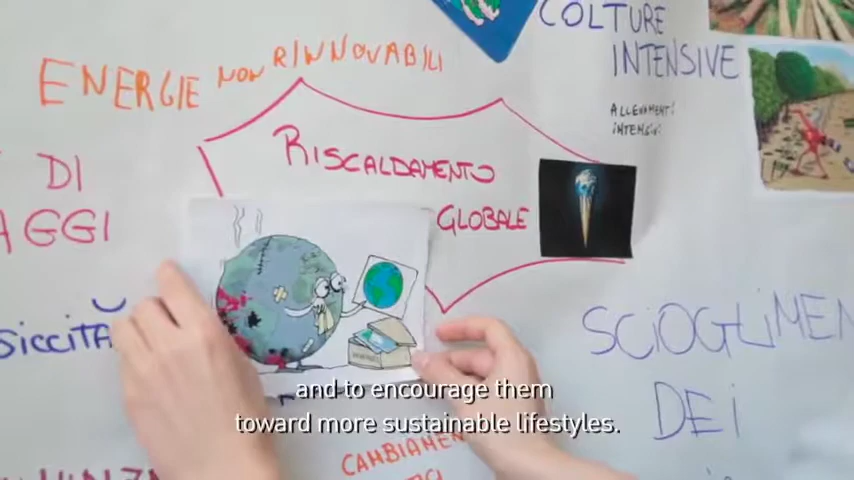 COLTURE
INTENSIVE
ENERGIE NON RINNOVABILI
ALLEVAMENTI
INTENSIVI
RISCALDAMENTO
GLOBALE
DI
AGGI
SICCITÀ
SCIOGLIMEN
DEI
and to encourage them
toward more sustainable lifestyles.
CAMBIAMEN